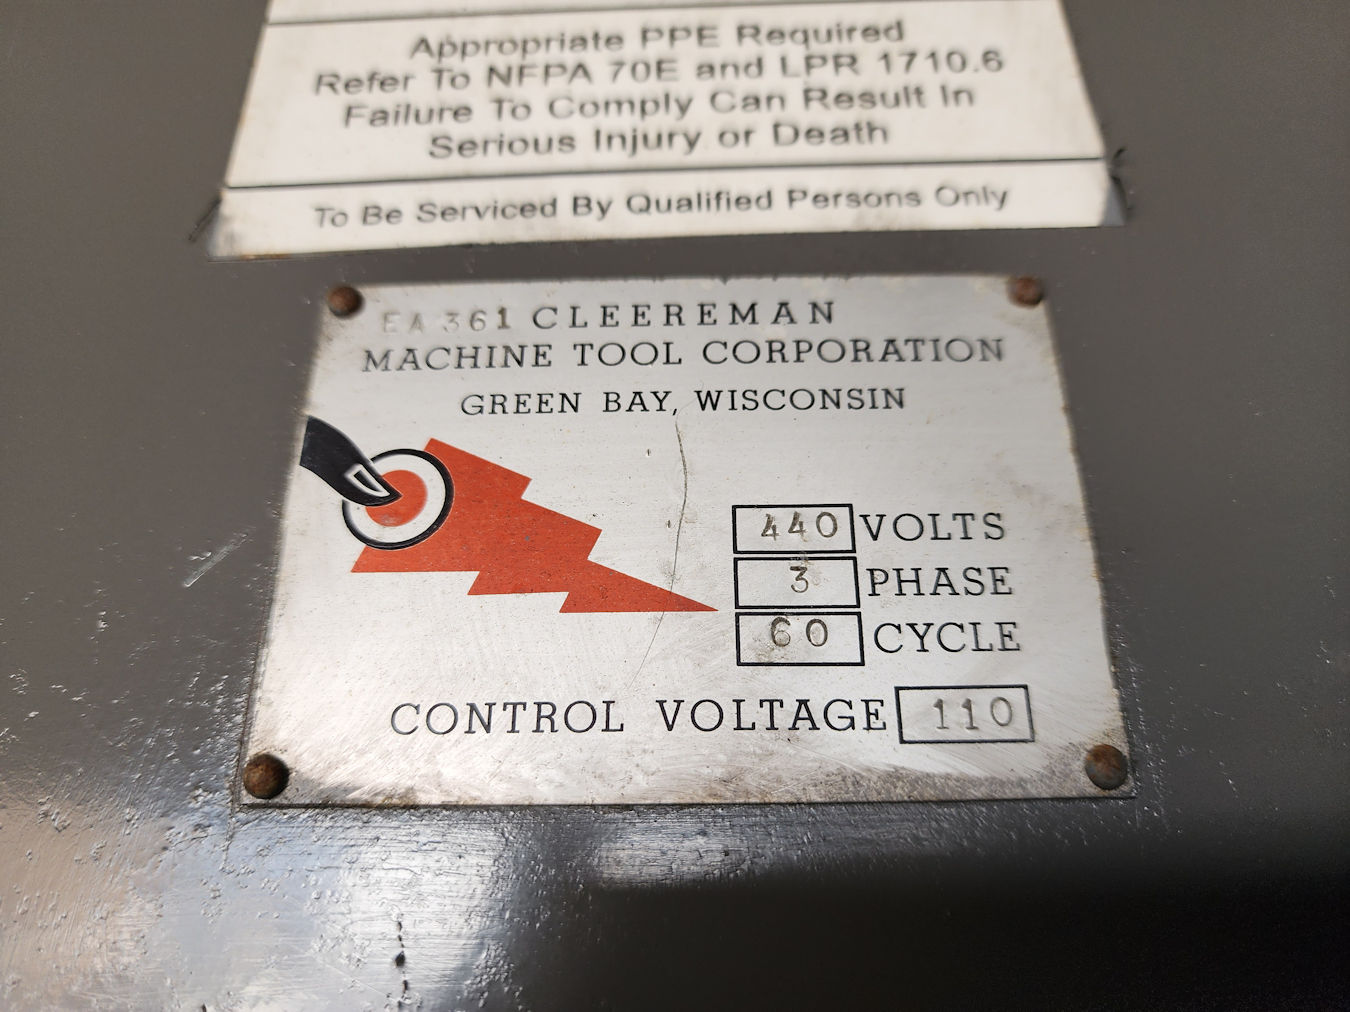 Appropriate PPE Required
Refer To NFPA 70E and LPR 1710.6
Failure To Comply Can Result In
Serious Injury or Death
To Be Serviced By Qualified Persons Only
EA 361 CLEEREMAN
MACHINE TOOL CORPORATION
GREEN BAY, WISCONSIN
440 VOLTS
3 PHASE
60 CYCLE
CONTROL VOLTAGE 110